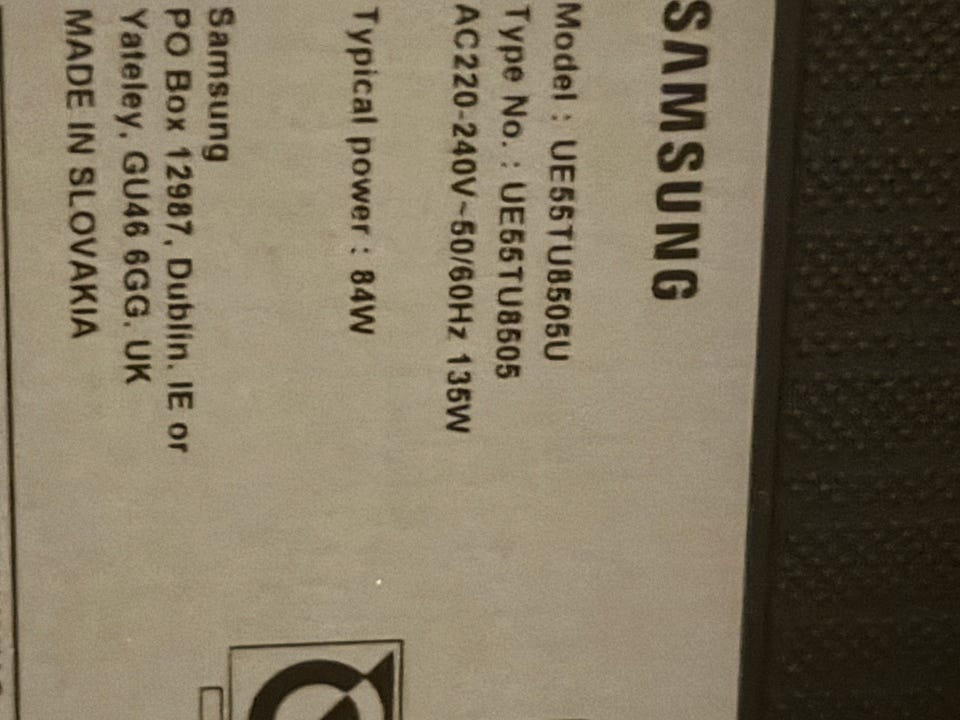 SAMSUNG
Model : UE55TU8505U
Type No. : UE55TU8505
AC220-240V~50/60Hz 135W
Typical power : 84W
Samsung
PO Box 12987, Dublin. IE or
Yateley, GU46 6GG. UK
MADE IN SLOVAKIA